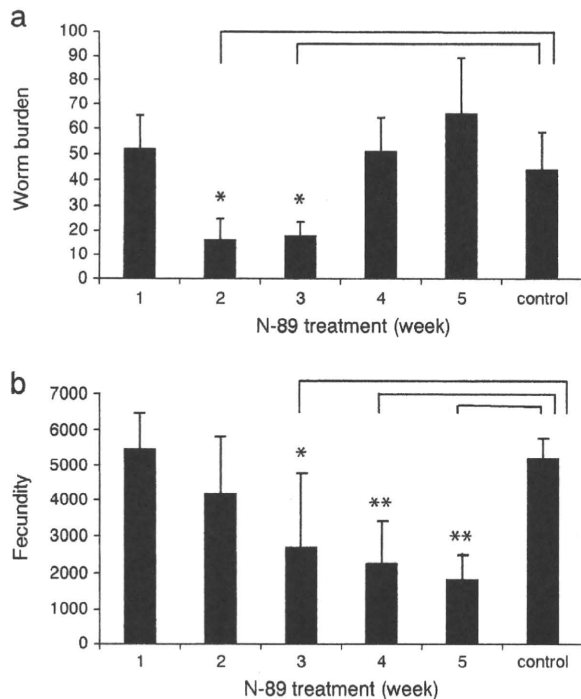 a
Worm burden
100
90
80
70
60
50
40
30
20
10
0
* *
1 2 3 4 5 control
N-89 treatment (week)
b
Fecundity
7000
6000
5000
4000
3000
2000
1000
0
* ** **
1 2 3 4 5 control
N-89 treatment (week)